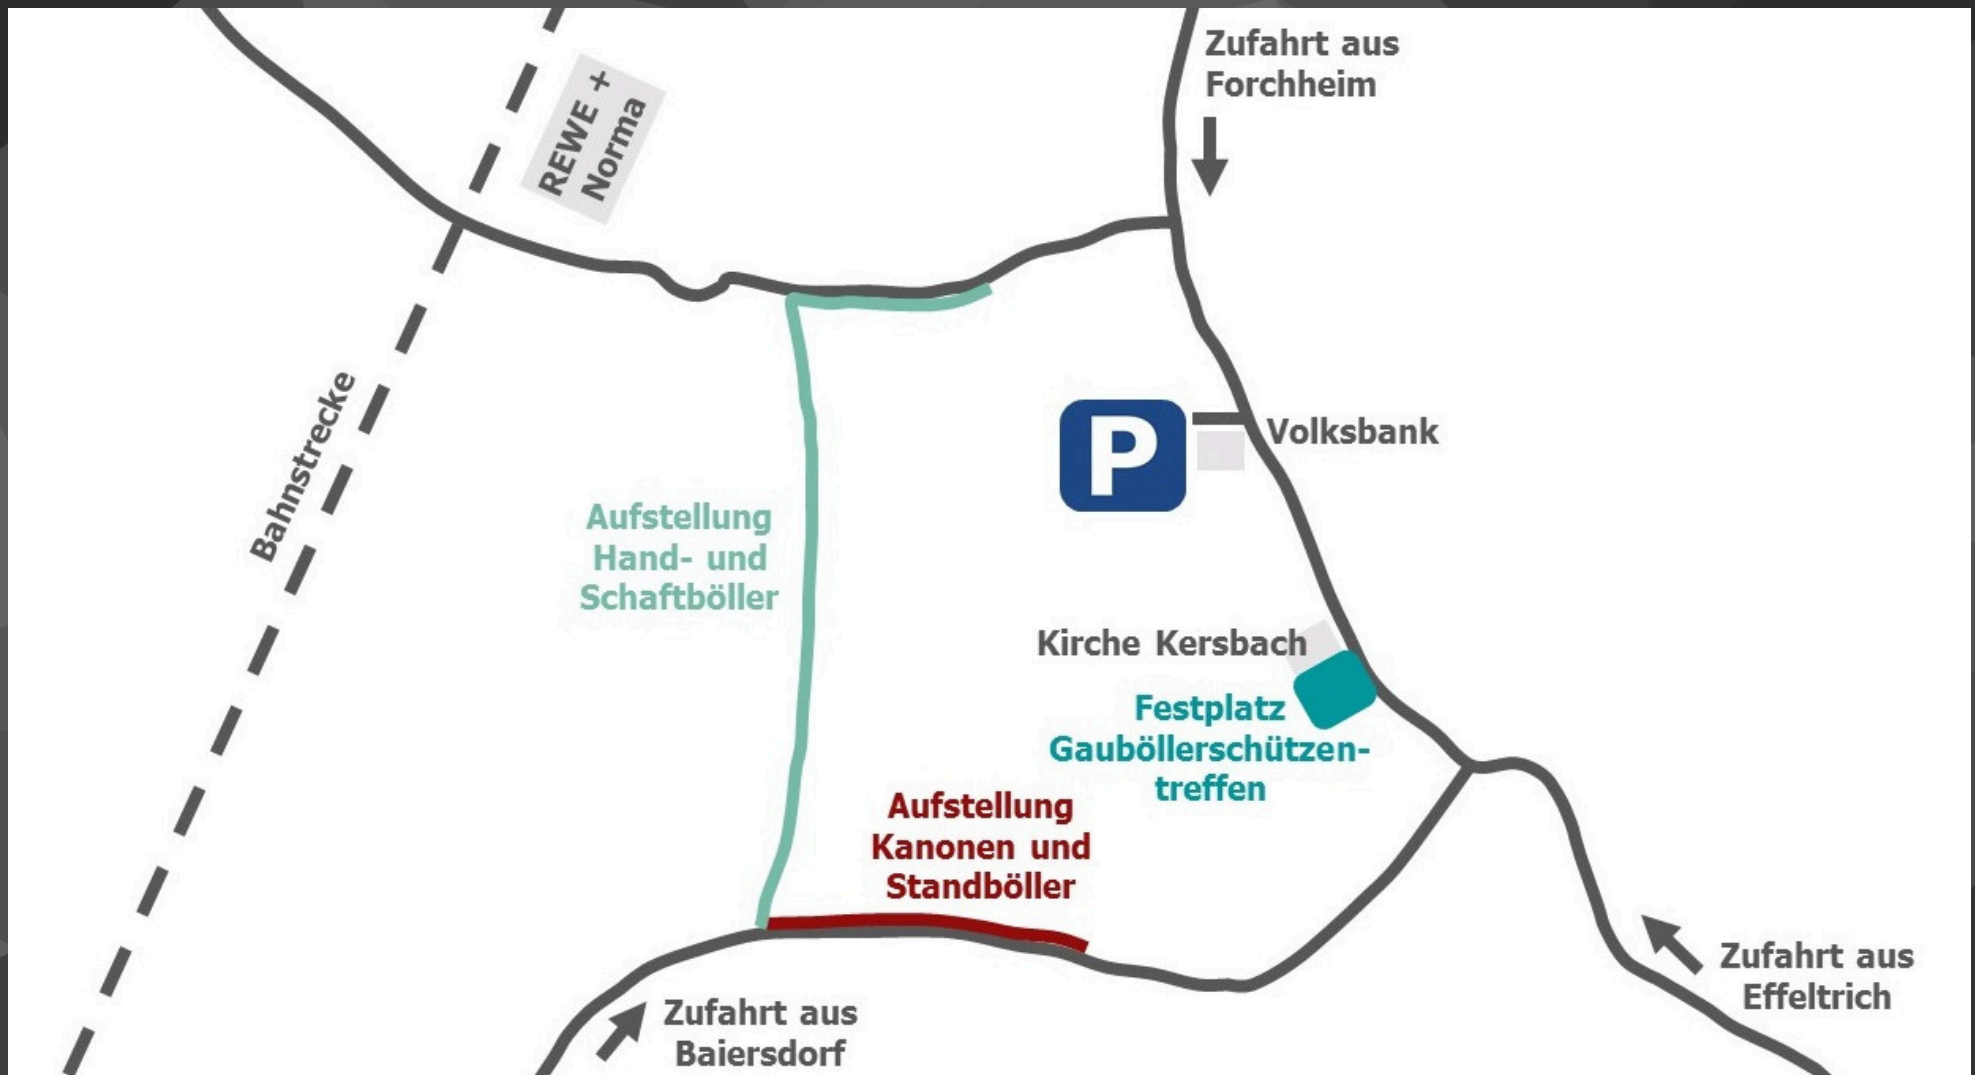 Zufahrt aus
Forchheim
REWE +
Norma
Bahnstrecke
P
Volksbank
Aufstellung
Hand- und
Schaftböller
Kirche Kersbach
Festplatz
Gauböllerschützen-
treffen
Aufstellung
Kanonen und
Standböller
Zufahrt aus
Effeltrich
Zufahrt aus
Baiersdorf